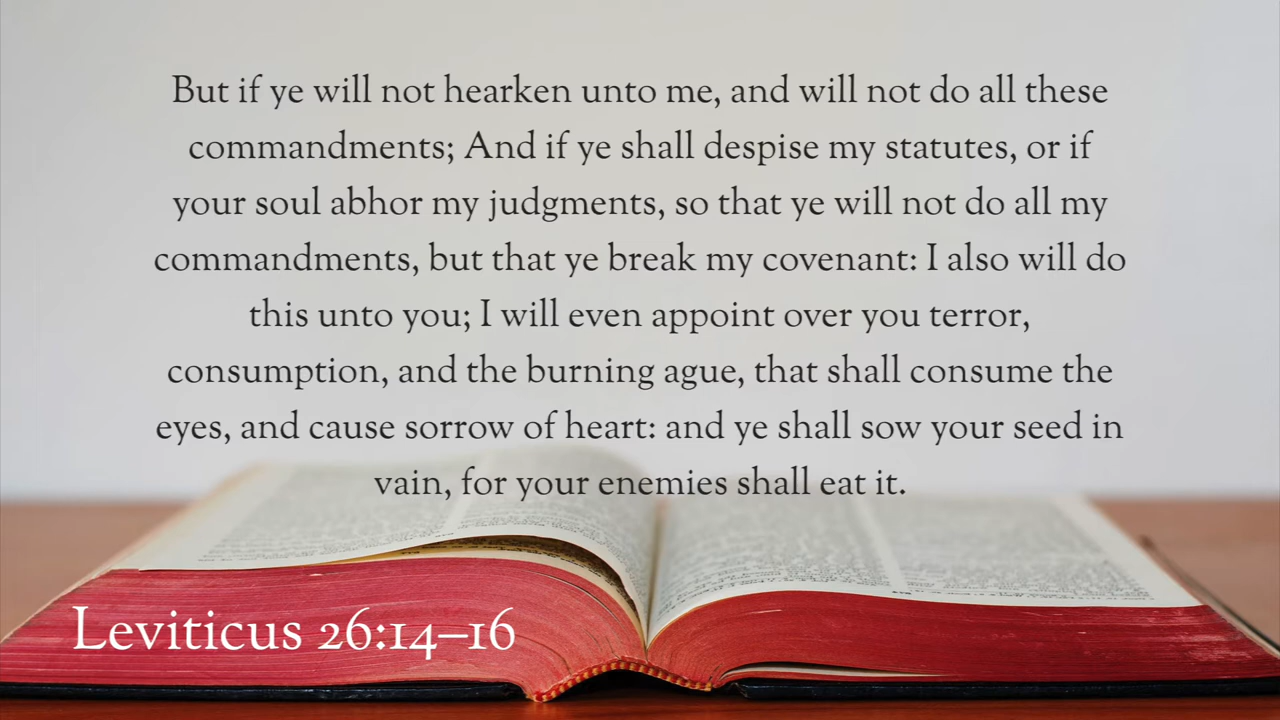 But if ye will not hearken unto me, and will not do all these
commandments; And if ye shall despise my statutes, or if
your soul abhor my judgments, so that ye will not do all my
commandments, but that ye break my covenant: I also will do
this unto you; I will even appoint over you terror,
consumption, and the burning ague, that shall consume the
eyes, and cause sorrow of heart: and ye shall sow your seed in
vain, for your enemies shall eat it.
Leviticus 26:14–16